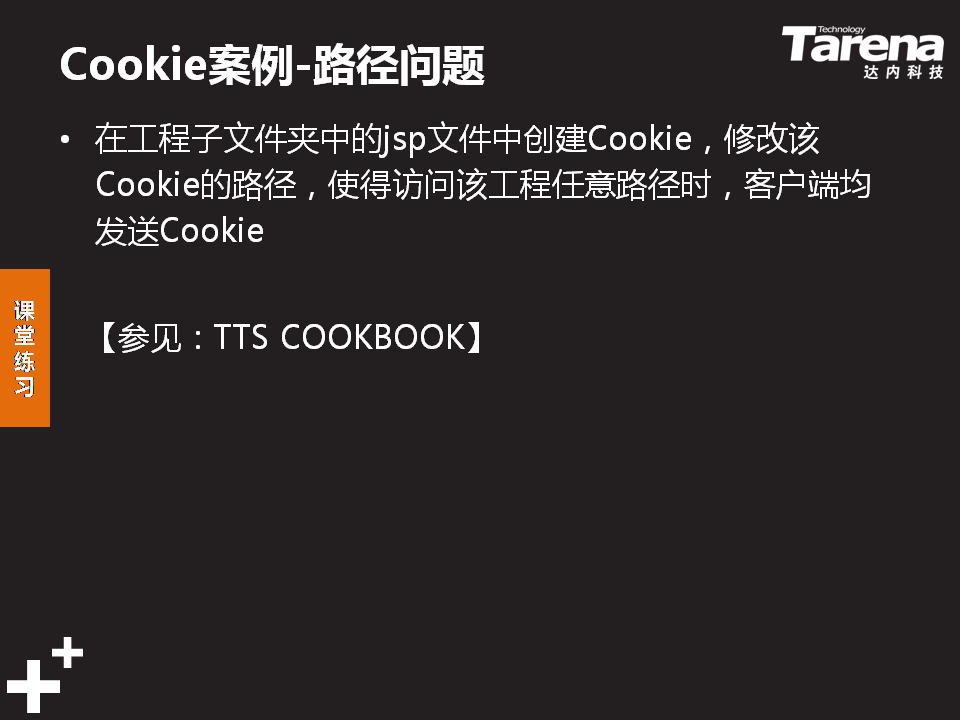 Cookie案例-路径问题
Technology
Tarena
达内科技
• 在工程子文件夹中的jsp文件中创建Cookie，修改该
Cookie的路径，使得访问该工程任意路径时，客户端均
发送Cookie
【参见：TTS COOKBOOK】
课
堂
练
习